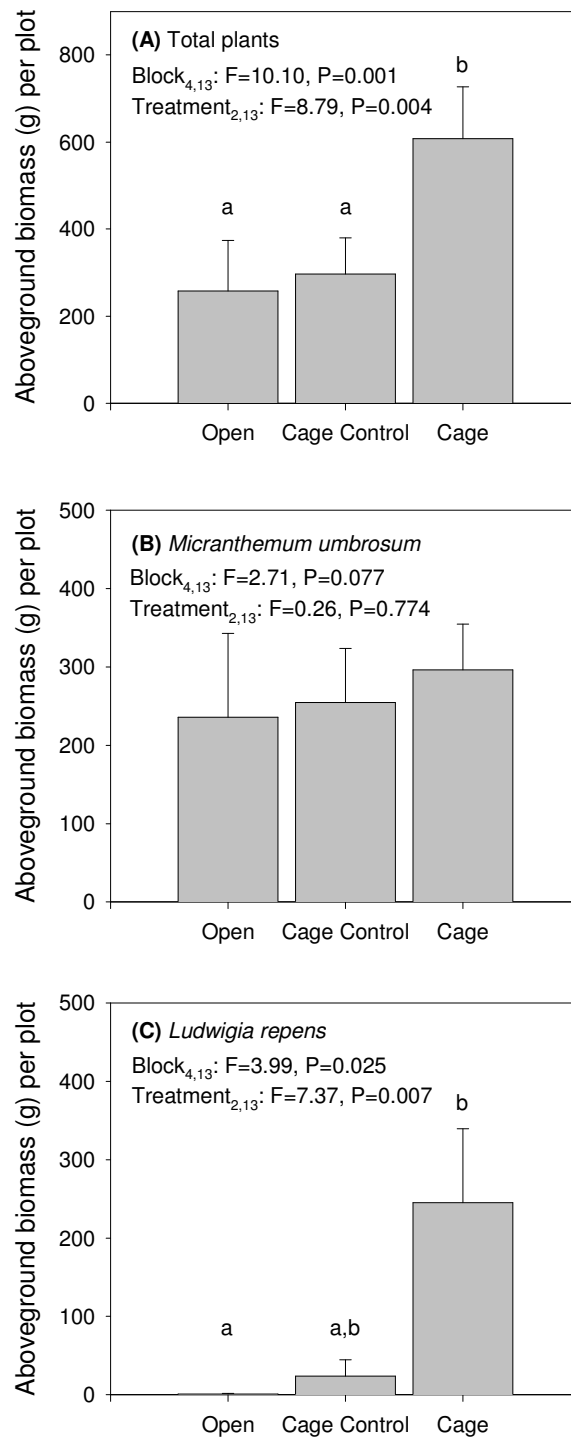 (A) Total plants
Block4,13: F=10.10, P=0.001
Treatment2,13: F=8.79, P=0.004
b
a a
800
600
400
200
0
Aboveground biomass (g) per plot
Open Cage Control Cage
500
400
300
200
100
0
Aboveground biomass (g) per plot
(B) Micranthemum umbrosum
Block4,13: F=2.71, P=0.077
Treatment2,13: F=0.26, P=0.774
Open Cage Control Cage
500
400
300
200
100
0
Aboveground biomass (g) per plot
(C) Ludwigia repens
Block4,13: F=3.99, P=0.025
Treatment2,13: F=7.37, P=0.007
b
a a,b
Open Cage Control Cage